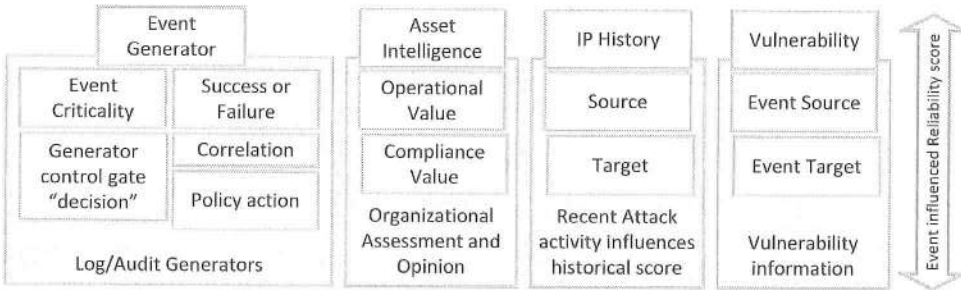 Event
Generator
Event
Criticality
Success or
Failure
Generator
control gate
“decision”
Correlation
Policy action
Log/Audit Generators
Asset
Intelligence
Operational
Value
Compliance
Value
Organizational
Assessment and
Opinion
IP History
Source
Target
Recent Attack
activity influences
historical score
Vulnerability
Event Source
Event Target
Vulnerability
information
Event influenced Reliability score